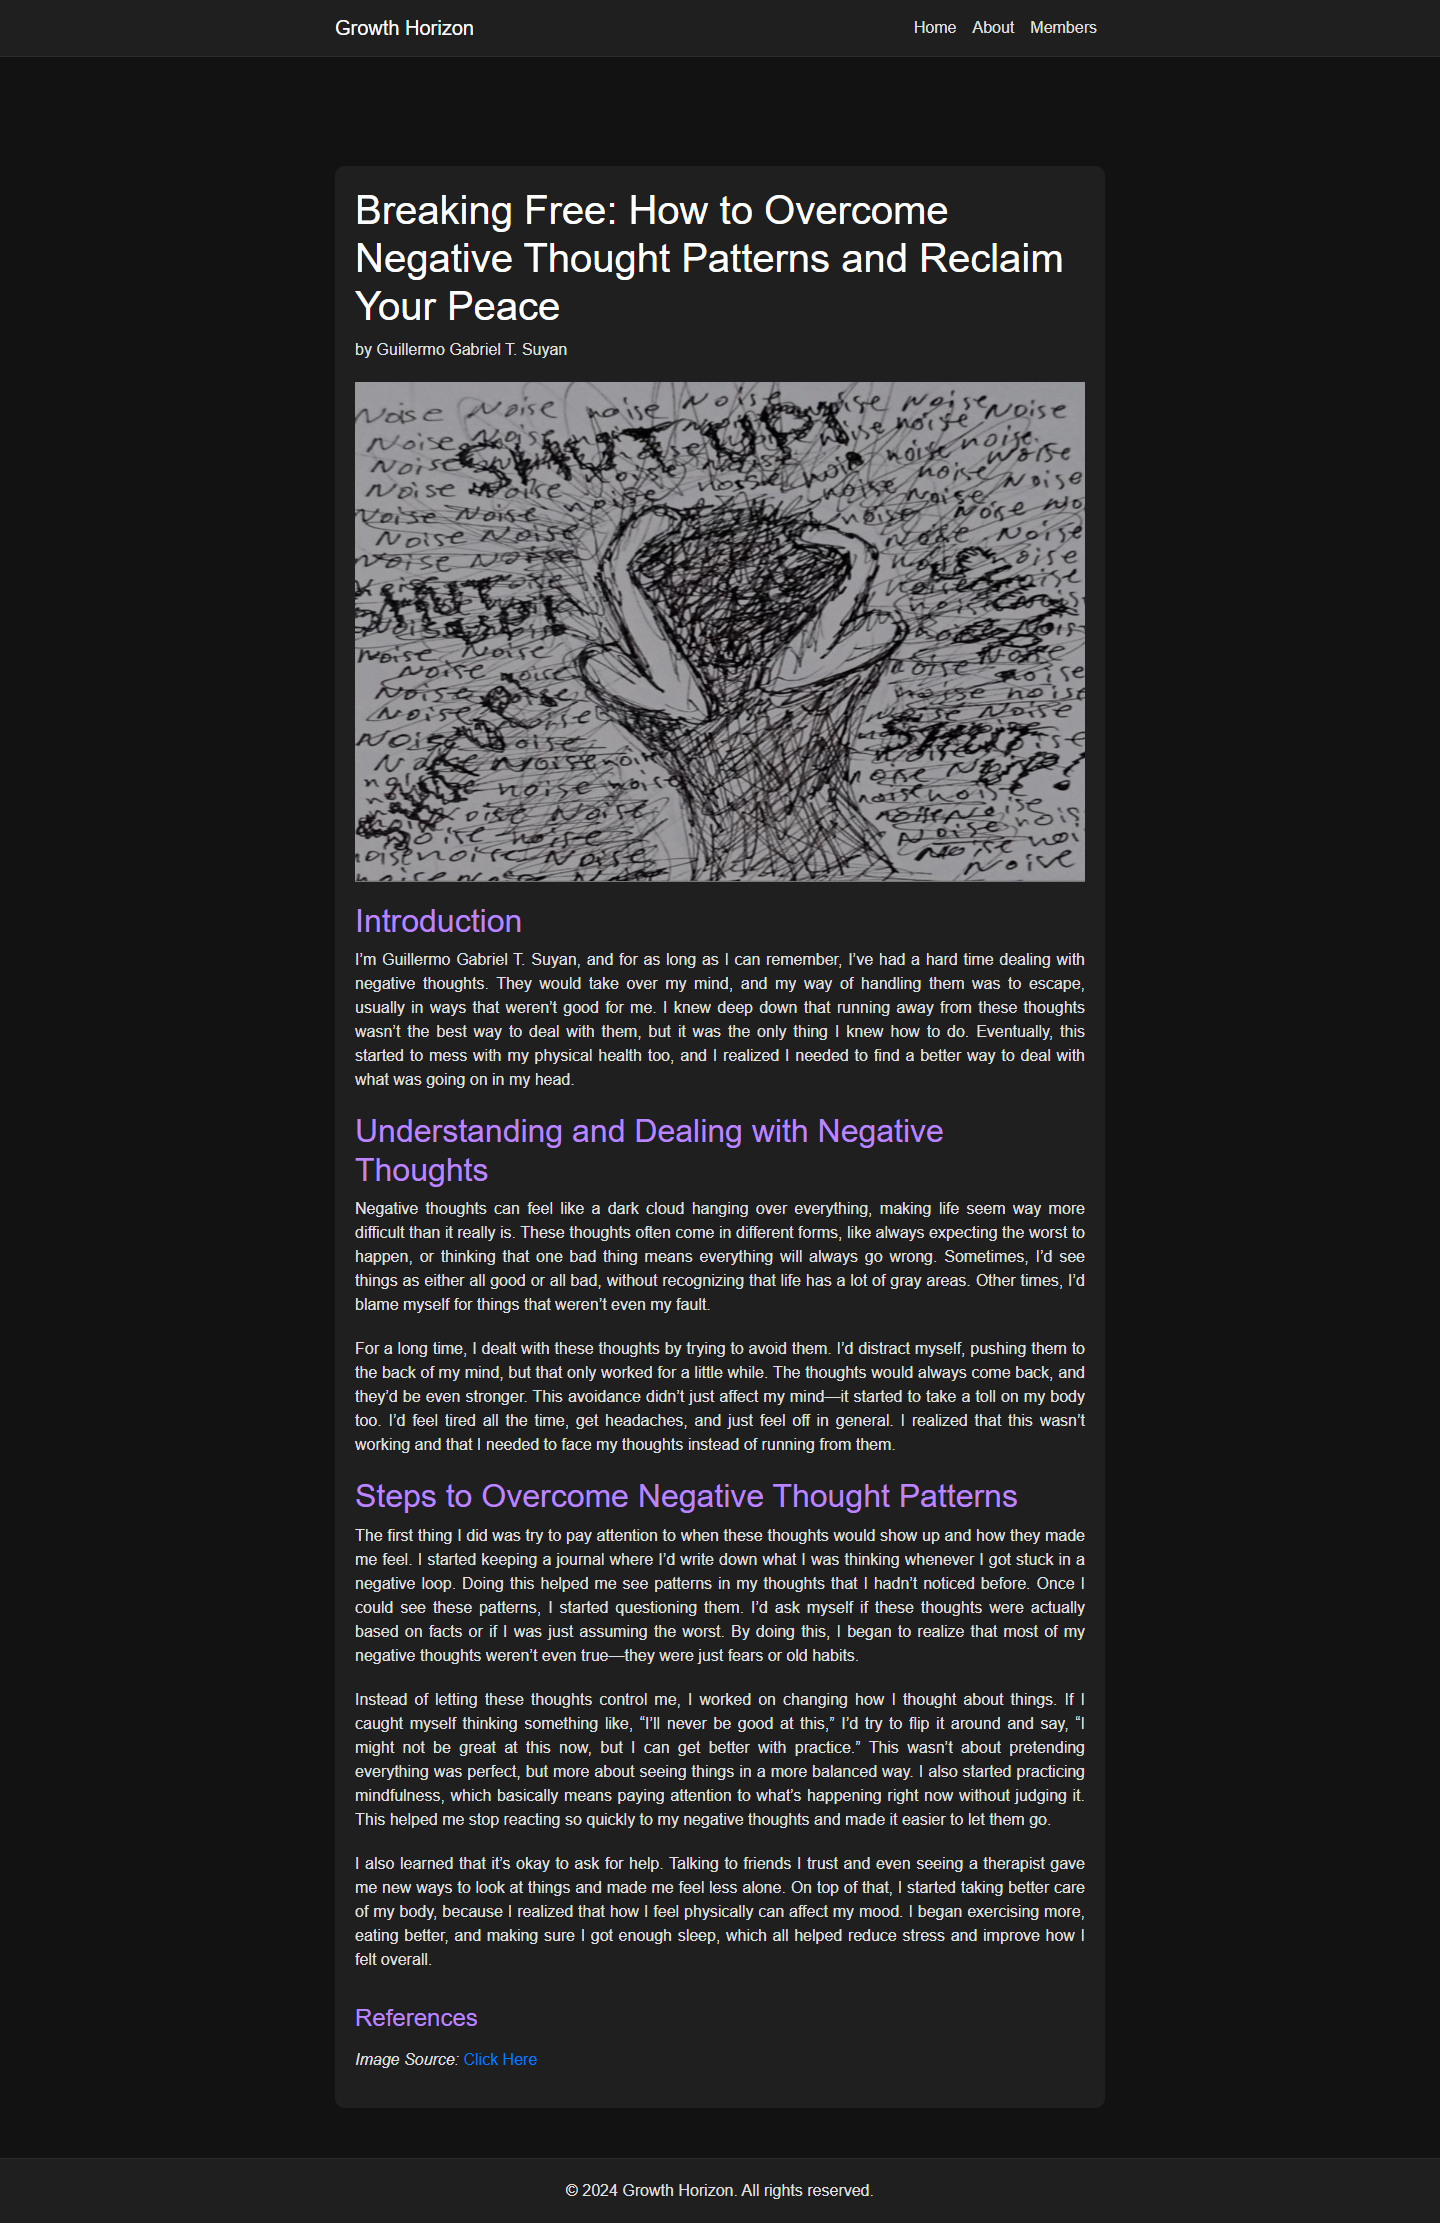 Growth Horizon
Home About Members
Breaking Free: How to Overcome
Negative Thought Patterns and Reclaim
Your Peace
by Guillermo Gabriel T. Suyan
Noise Noise noise Noise noise Noise Noise
SHUT UP!
Introduction
I’m Guillermo Gabriel T. Suyan, and for as long as I can remember, I’ve had a hard time dealing with
negative thoughts. They would take over my mind, and my way of handling them was to escape,
usually in ways that weren’t good for me. I knew deep down that running away from these thoughts
wasn’t the best way to deal with them, but it was the only thing I knew how to do. Eventually, this
started to mess with my physical health too, and I realized I needed to find a better way to deal with
what was going on in my head.
Understanding and Dealing with Negative
Thoughts
Negative thoughts can feel like a dark cloud hanging over everything, making life seem way more
difficult than it really is. These thoughts often come in different forms, like always expecting the worst to
happen, or thinking that one bad thing means everything will always go wrong. Sometimes, I’d see
things as either all good or all bad, without recognizing that life has a lot of gray areas. Other times, I’d
blame myself for things that weren’t even my fault.
For a long time, I dealt with these thoughts by trying to avoid them. I’d distract myself, pushing them to
the back of my mind, but that only worked for a little while. The thoughts would always come back, and
they’d be even stronger. This avoidance didn’t just affect my mind—it started to take a toll on my body
too. I’d feel tired all the time, get headaches, and just feel off in general. I realized that this wasn’t
working and that I needed to face my thoughts instead of running from them.
Steps to Overcome Negative Thought Patterns
The first thing I did was try to pay attention to when these thoughts would show up and how they made
me feel. I started keeping a journal where I’d write down what I was thinking whenever I got stuck in a
negative loop. Doing this helped me see patterns in my thoughts that I hadn’t noticed before. Once I
could see these patterns, I started questioning them. I’d ask myself if these thoughts were actually
based on facts or if I was just assuming the worst. By doing this, I began to realize that most of my
negative thoughts weren’t even true—they were just fears or old habits.
Instead of letting these thoughts control me, I worked on changing how I thought about things. If I
caught myself thinking something like, “I’ll never be good at this,” I’d try to flip it around and say, “I
might not be great at this now, but I can get better with practice.” This wasn’t about pretending
everything was perfect, but more about seeing things in a more balanced way. I also started practicing
mindfulness, which basically means paying attention to what’s happening right now without judging it.
This helped me stop reacting so quickly to my negative thoughts and made it easier to let them go.
I also learned that it’s okay to ask for help. Talking to friends I trust and even seeing a therapist gave
me new ways to look at things and made me feel less alone. On top of that, I started taking better care
of my body, because I realized that how I feel physically can affect my mood. I began exercising more,
eating better, and making sure I got enough sleep, which all helped reduce stress and improve how I
felt overall.
References
Image Source: Click Here
© 2024 Growth Horizon. All rights reserved.